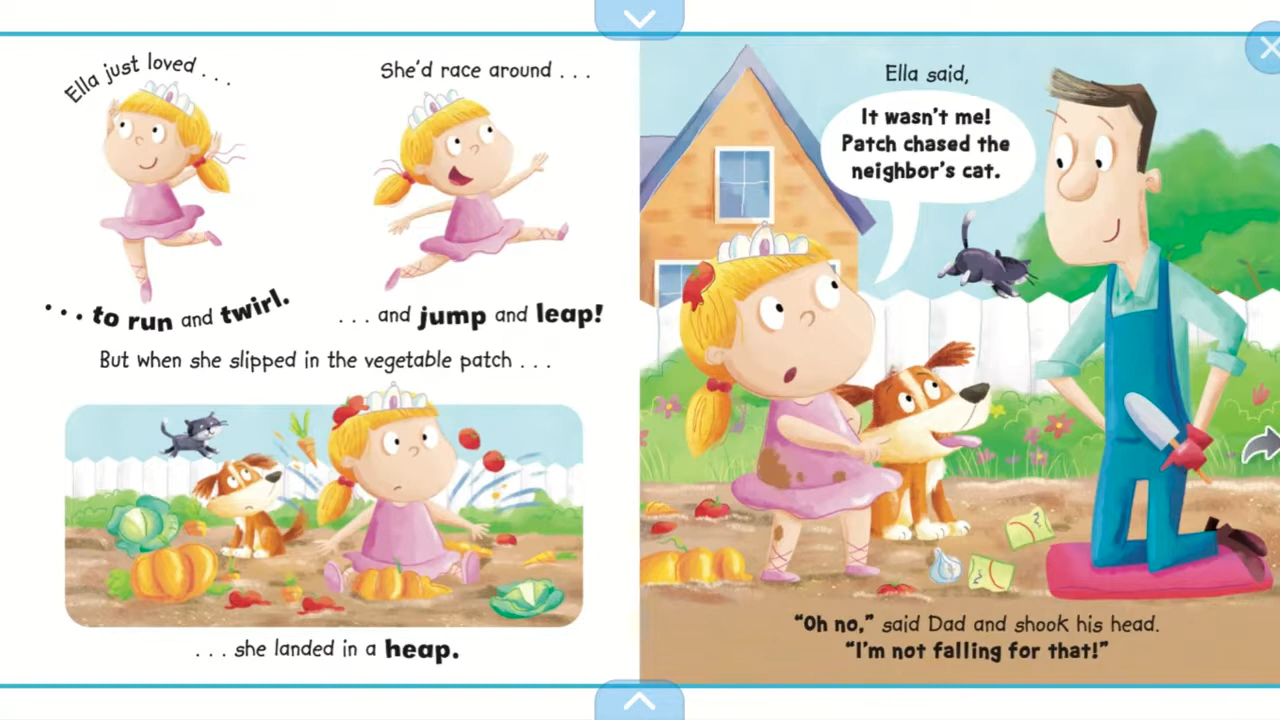 Ella just loved . . .
. . . to run and twirl.
She'd race around . . .
. . . and jump and leap!
But when she slipped in the vegetable patch . . .
. . . she landed in a heap.
Ella said,
It wasn't me!
Patch chased the
neighbor's cat.
"Oh no," said Dad and shook his head.
"I'm not falling for that!"